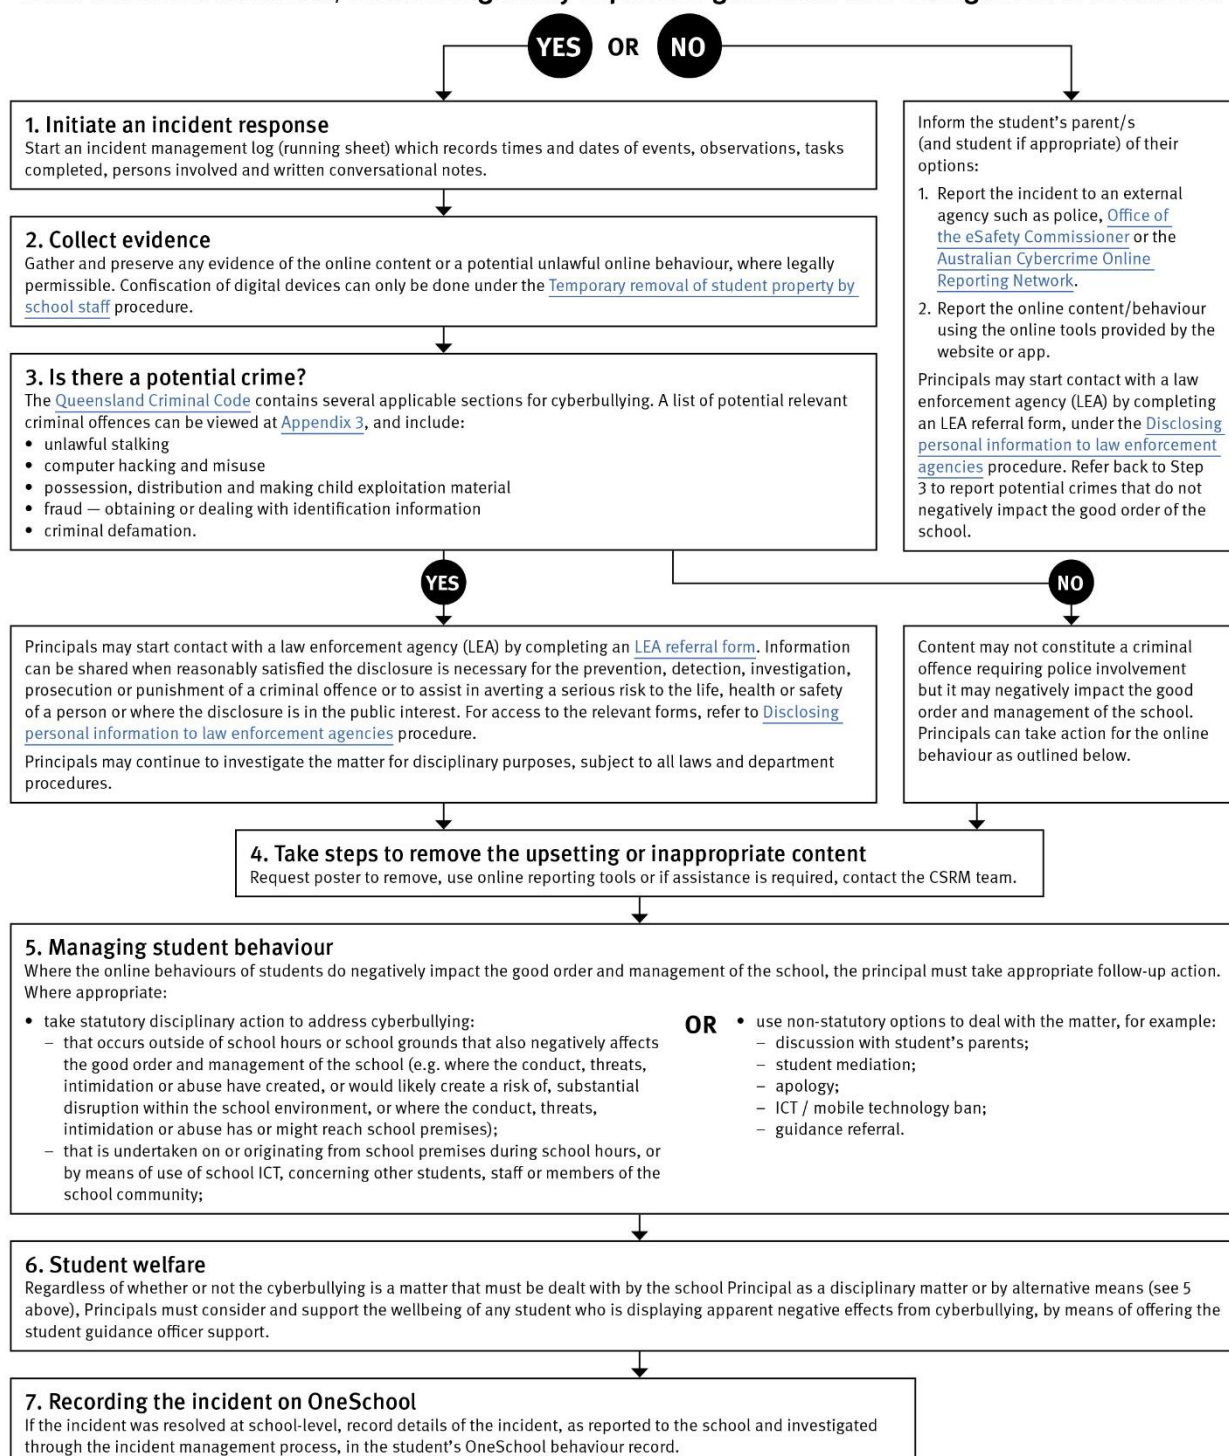 YES OR NO
1. Initiate an incident response
Start an incident management log (running sheet) which records times and dates of events, observations, tasks
completed, persons involved and written conversational notes.
2. Collect evidence
Gather and preserve any evidence of the online content or a potential unlawful online behaviour, where legally
permissible. Confiscation of digital devices can only be done under the Temporary removal of student property by
school staff procedure.
3. Is there a potential crime?
The Queensland Criminal Code contains several applicable sections for cyberbullying. A list of potential relevant
criminal offences can be viewed at Appendix 3, and include:
• unlawful stalking
• computer hacking and misuse
• possession, distribution and making child exploitation material
• fraud — obtaining or dealing with identification information
• criminal defamation.
Inform the student's parent/s
(and student if appropriate) of their
options:
1. Report the incident to an external
agency such as police, Office of
the eSafety Commissioner or the
Australian Cybercrime Online
Reporting Network.
2. Report the online content/behaviour
using the online tools provided by the
website or app.
Principals may start contact with a law
enforcement agency (LEA) by completing
an LEA referral form, under the Disclosing
personal information to law enforcement
agencies procedure. Refer back to Step
3 to report potential crimes that do not
negatively impact the good order of the
school.
YES
NO
Principals may start contact with a law enforcement agency (LEA) by completing an LEA referral form. Information
can be shared when reasonably satisfied the disclosure is necessary for the prevention, detection, investigation,
prosecution or punishment of a criminal offence or to assist in averting a serious risk to the life, health or safety
of a person or where the disclosure is in the public interest. For access to the relevant forms, refer to Disclosing
personal information to law enforcement agencies procedure.
Principals may continue to investigate the matter for disciplinary purposes, subject to all laws and department
procedures.
Content may not constitute a criminal
offence requiring police involvement
but it may negatively impact the good
order and management of the school.
Principals can take action for the online
behaviour as outlined below.
4. Take steps to remove the upsetting or inappropriate content
Request poster to remove, use online reporting tools or if assistance is required, contact the CSRM team.
5. Managing student behaviour
Where the online behaviours of students do negatively impact the good order and management of the school, the principal must take appropriate follow-up action.
Where appropriate:
• take statutory disciplinary action to address cyberbullying:
– that occurs outside of school hours or school grounds that also negatively affects
the good order and management of the school (e.g. where the conduct, threats,
intimidation or abuse have created, or would likely create a risk of, substantial
disruption within the school environment, or where the conduct, threats,
intimidation or abuse has or might reach school premises);
– that is undertaken on or originating from school premises during school hours, or
by means of use of school ICT, concerning other students, staff or members of the
school community;
OR
• use non-statutory options to deal with the matter, for example:
– discussion with student's parents;
– student mediation;
– apology;
– ICT / mobile technology ban;
– guidance referral.
6. Student welfare
Regardless of whether or not the cyberbullying is a matter that must be dealt with by the school Principal as a disciplinary matter or by alternative means (see 5
above), Principals must consider and support the wellbeing of any student who is displaying apparent negative effects from cyberbullying, by means of offering the
student guidance officer support.
7. Recording the incident on OneSchool
If the incident was resolved at school-level, record details of the incident, as reported to the school and investigated
through the incident management process, in the student's OneSchool behaviour record.